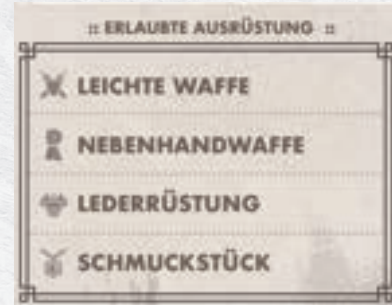 :: ERLAUBTE AUSRÜSTUNG ::
LEICHTE WAFFE
NEBENHANDWAFFE
LEDERRÜSTUNG
SCHMUCKSTÜCK